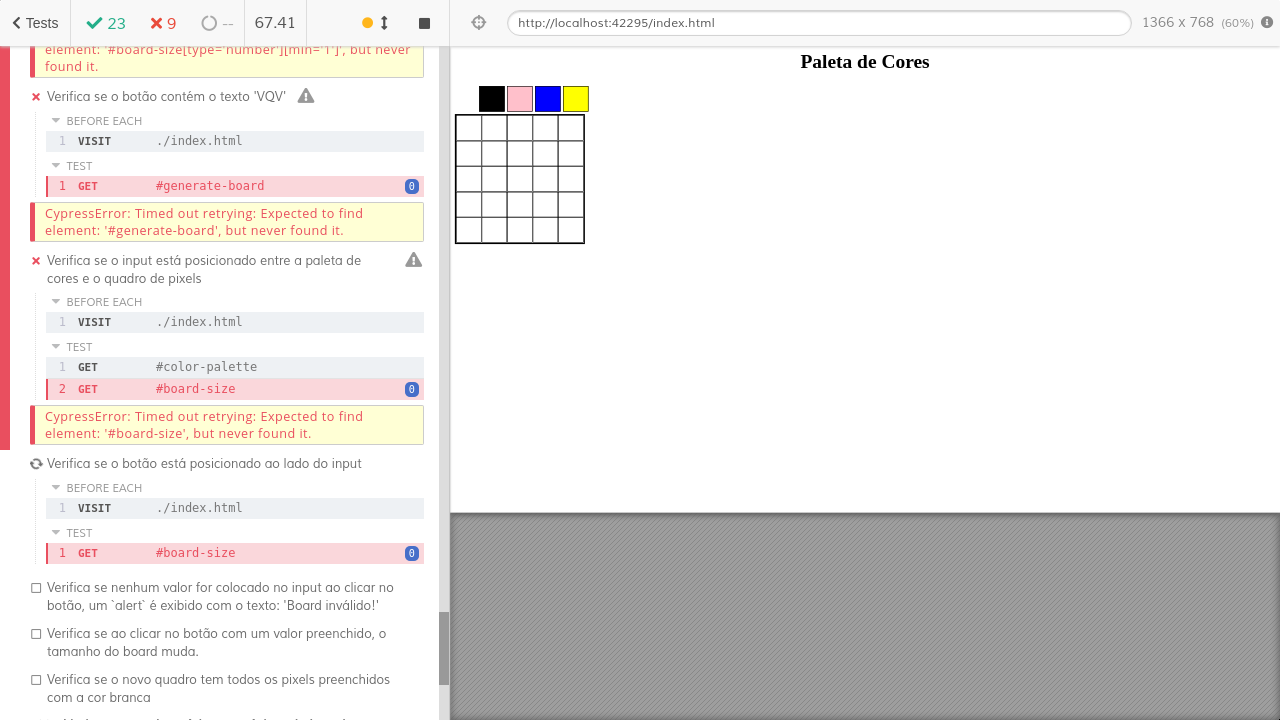 Tests
23
9
--
67.41
http://localhost:42295/index.html
1366 x 768 (60%)
element: '#board-size[type='number'][min='1']', but never
found it.
Verifica se o botão contém o texto 'VQV'
BEFORE EACH
1 VISIT ./index.html
TEST
1 GET #generate-board 0
CypressError: Timed out retrying: Expected to find
element: '#generate-board', but never found it.
Verifica se o input está posicionado entre a paleta de
cores e o quadro de pixels
BEFORE EACH
1 VISIT ./index.html
TEST
1 GET #color-palette
2 GET #board-size 0
CypressError: Timed out retrying: Expected to find
element: '#board-size', but never found it.
Verifica se o botão está posicionado ao lado do input
BEFORE EACH
1 VISIT ./index.html
TEST
1 GET #board-size 0
Verifica se nenhum valor for colocado no input ao clicar no
botão, um `alert` é exibido com o texto: 'Board inválido!'
Verifica se ao clicar no botão com um valor preenchido, o
tamanho do board muda.
Verifica se o novo quadro tem todos os pixels preenchidos
com a cor branca
Paleta de Cores